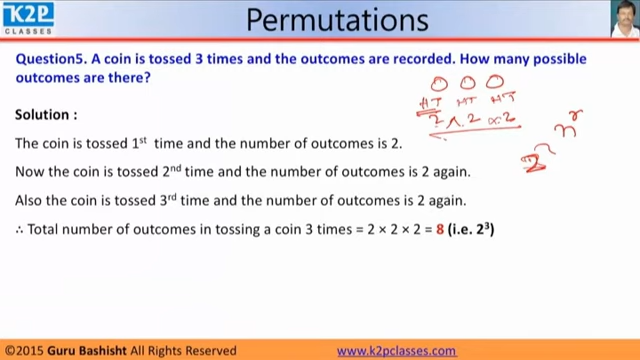 K2P
CLASSES
Permutations
Question5. A coin is tossed 3 times and the outcomes are recorded. How many possible
outcomes are there?
HT HT HT
2 × 2 × 2
Solution :
The coin is tossed 1st time and the number of outcomes is 2.
n^r
Now the coin is tossed 2nd time and the number of outcomes is 2 again.
Also the coin is tossed 3rd time and the number of outcomes is 2 again.
∴ Total number of outcomes in tossing a coin 3 times = 2 × 2 × 2 = 8 (i.e. 2³)
©2015 Guru Bashisht All Rights Reserved
www.k2pclasses.com